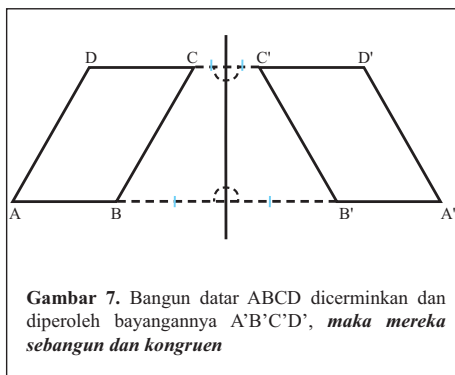 D C C' D'
A B B' A'
Gambar 7. Bangun datar ABCD dicerminkan dan
diperoleh bayangannya A’B’C’D’, maka mereka
sebangun dan kongruen